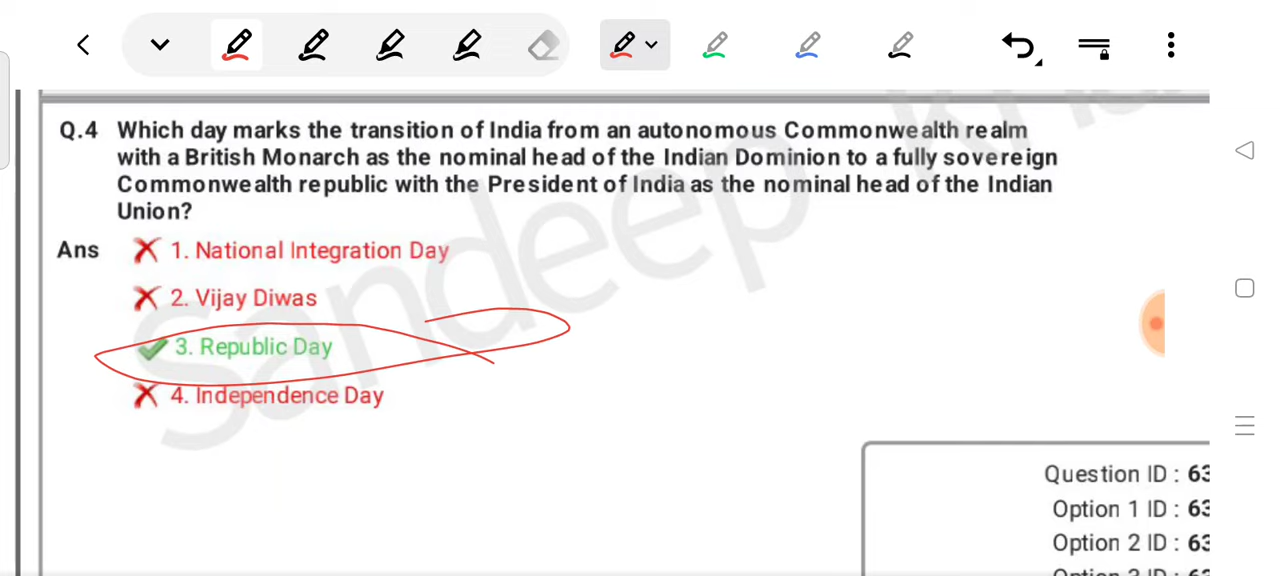 Q.4 Which day marks the transition of India from an autonomous Commonwealth realm
with a British Monarch as the nominal head of the Indian Dominion to a fully sovereign
Commonwealth republic with the President of India as the nominal head of the Indian
Union?
Ans 1. National Integration Day
2. Vijay Diwas
3. Republic Day
4. Independence Day
Sandeep
Question ID : 63
Option 1 ID : 63
Option 2 ID : 63